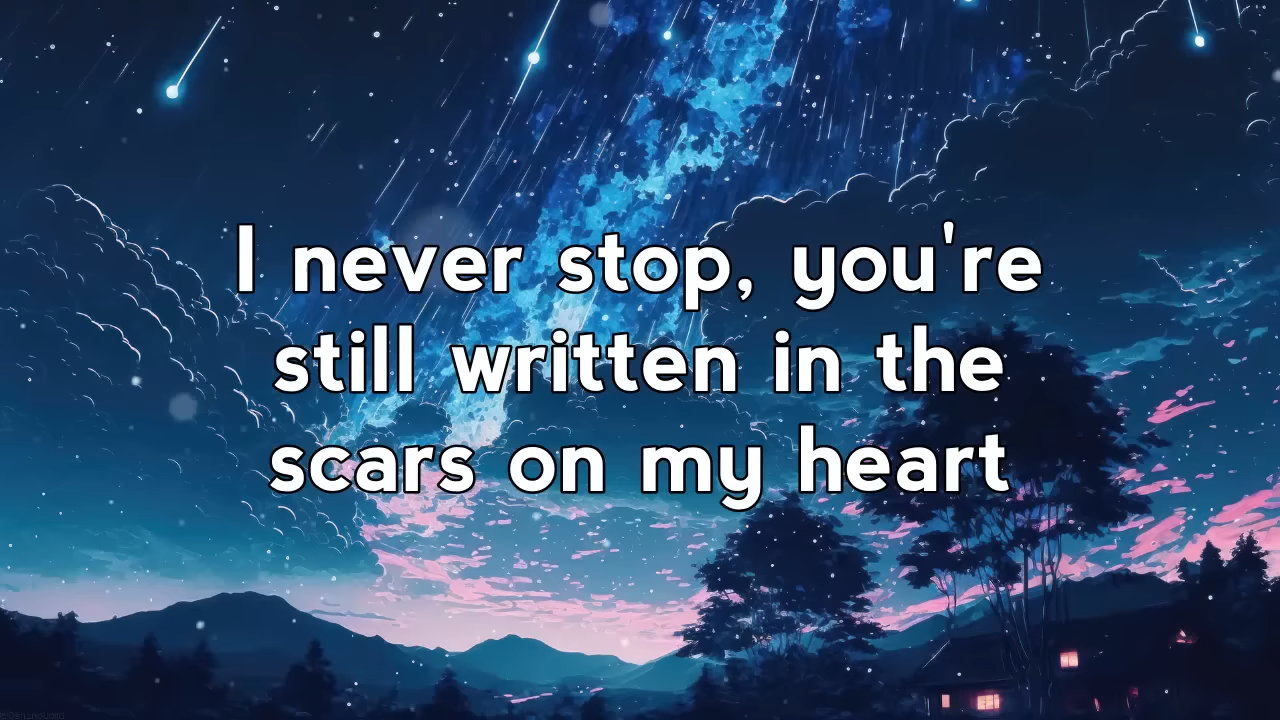 I never stop, you're
still written in the
scars on my heart